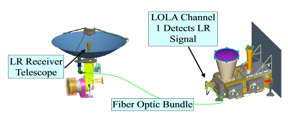 LOLA Channel
1 Detects LR
Signal
LR Receiver
Telescope
Fiber Optic Bundle